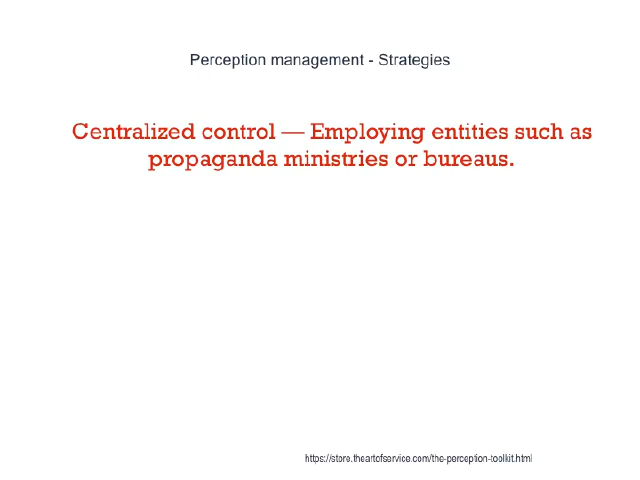 Perception management - Strategies
Centralized control — Employing entities such as
propaganda ministries or bureaus.
https://store.theartofservice.com/the-perception-toolkit.html